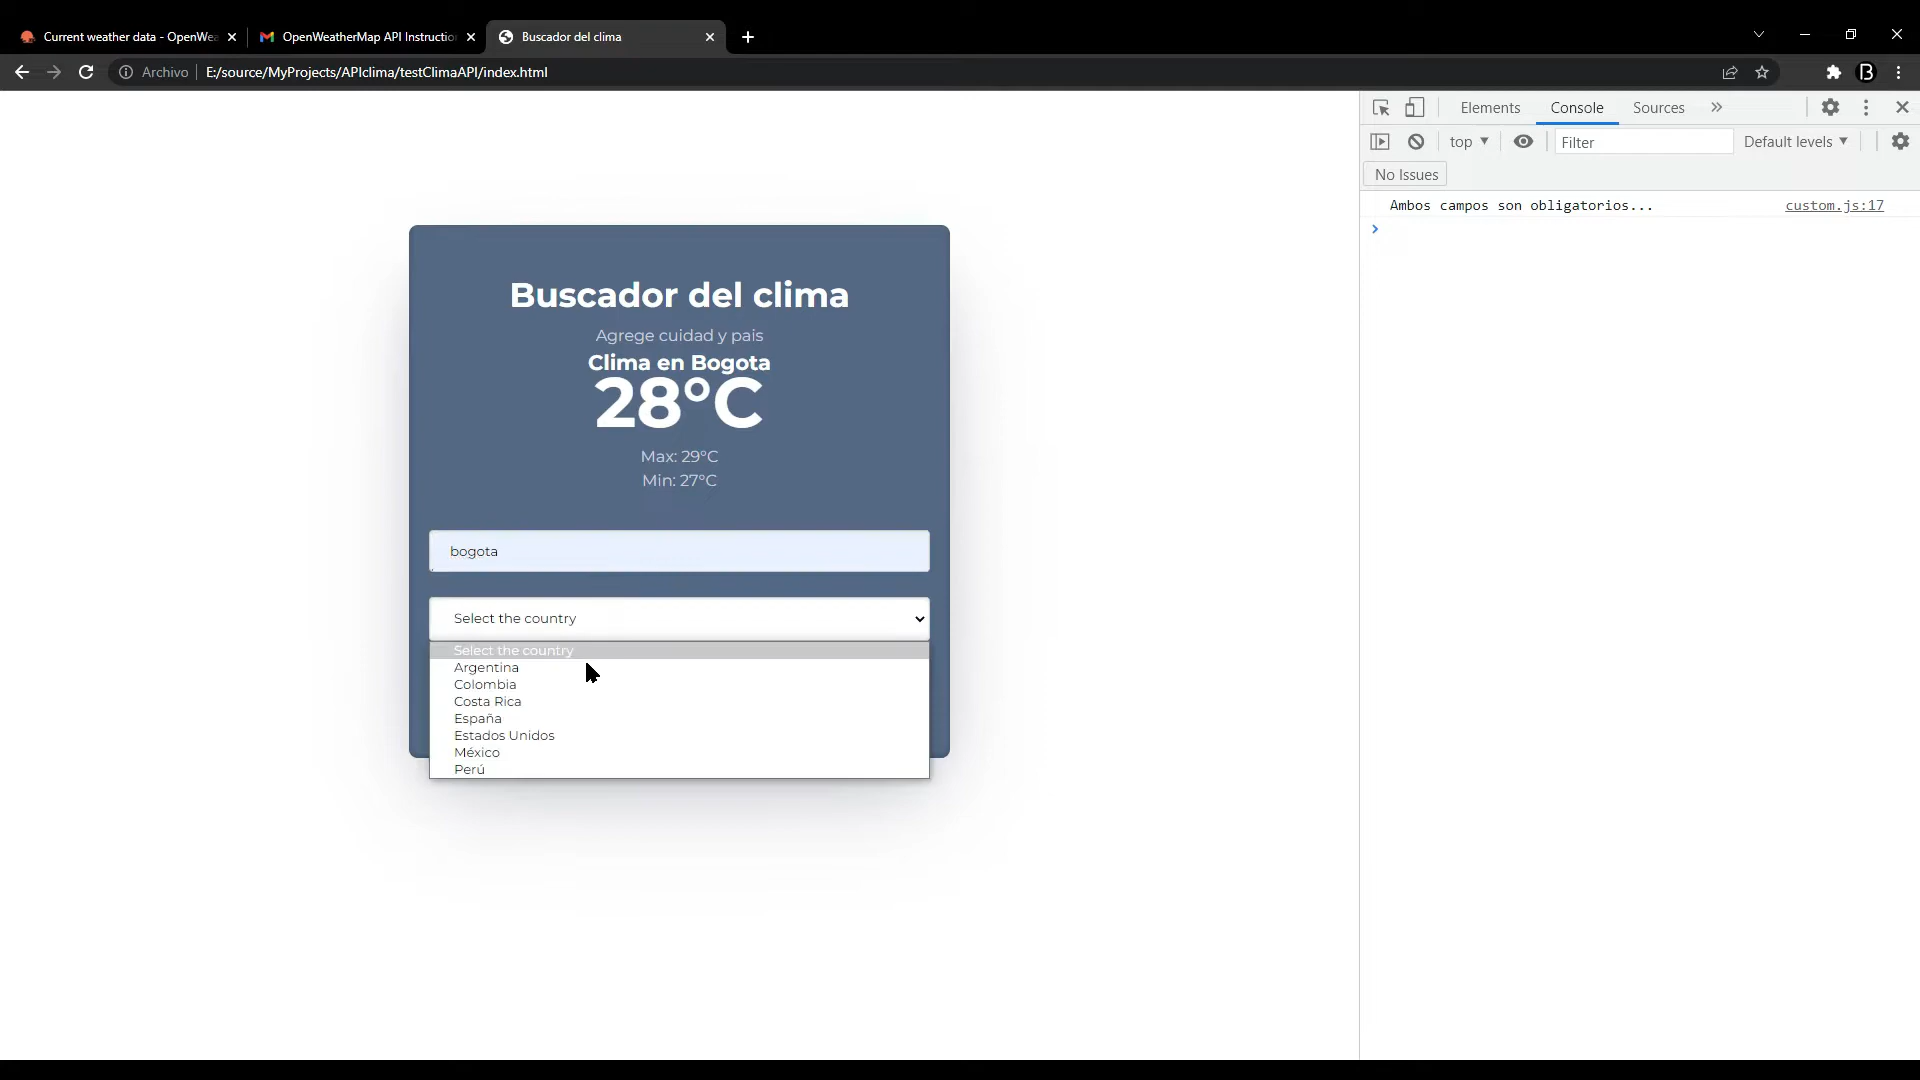 Current weather data - OpenWea
OpenWeatherMap API Instruction
Buscador del clima
Archivo
E:/source/MyProjects/APIclima/testClimaAPI/index.html
B
Elements
Console
Sources
top
Filter
Default levels
No Issues
Ambos campos son obligatorios...
custom.js:17
Buscador del clima
Agrege cuidad y pais
Clima en Bogota
28°C
Max: 29°C
Min: 27°C
bogota
Select the country
Select the country
Argentina
Colombia
Costa Rica
España
Estados Unidos
México
Perú